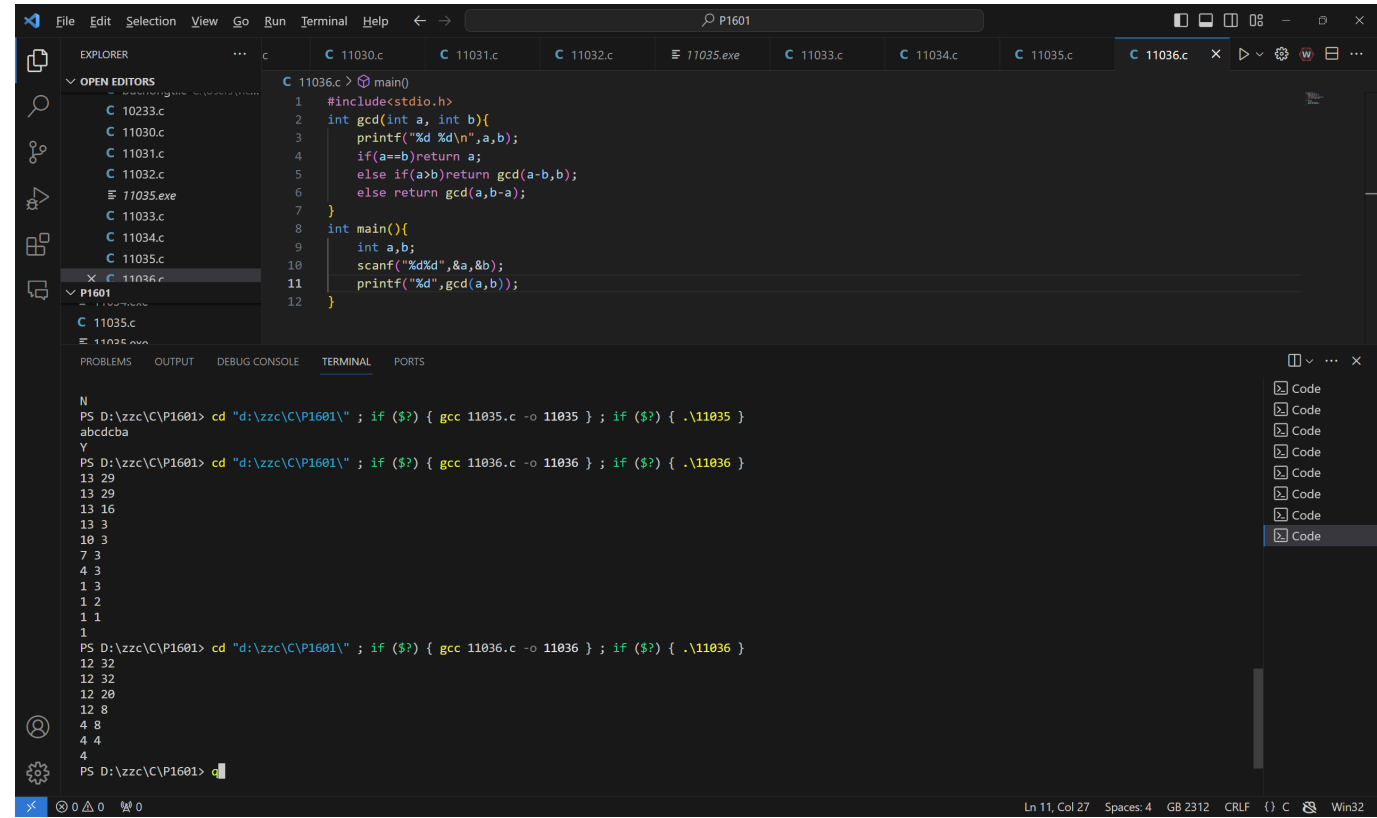 File Edit Selection View Go Run Terminal Help ← → P1601
EXPLORER ··· c C 11030.c C 11031.c C 11032.c 11035.exe C 11033.c C 11034.c C 11035.c C 11036.c ×
OPEN EDITORS
C 10233.c
C 11030.c
C 11031.c
C 11032.c
11035.exe
C 11033.c
C 11034.c
C 11035.c
× C 11036.c
P1601
C 11035.c
11035.exe
C 11036.c > main()
1 #include<stdio.h>
2 int gcd(int a, int b){
3 printf("%d %d\n",a,b);
4 if(a==b)return a;
5 else if(a>b)return gcd(a-b,b);
6 else return gcd(a,b-a);
7 }
8 int main(){
9 int a,b;
10 scanf("%d%d",&a,&b);
11 printf("%d",gcd(a,b));
12 }
PROBLEMS OUTPUT DEBUG CONSOLE TERMINAL PORTS
N
PS D:\zzc\C\P1601> cd "d:\zzc\C\P1601\" ; if ($?) { gcc 11035.c -o 11035 } ; if ($?) { .\11035 }
abcdcba
Y
PS D:\zzc\C\P1601> cd "d:\zzc\C\P1601\" ; if ($?) { gcc 11036.c -o 11036 } ; if ($?) { .\11036 }
13 29
13 29
13 16
13 3
10 3
7 3
4 3
1 3
1 2
1 1
1
PS D:\zzc\C\P1601> cd "d:\zzc\C\P1601\" ; if ($?) { gcc 11036.c -o 11036 } ; if ($?) { .\11036 }
12 32
12 32
12 20
12 8
4 8
4 4
4
PS D:\zzc\C\P1601> q
Code
Code
Code
Code
Code
Code
Code
Code
0 0 0 Ln 11, Col 27 Spaces: 4 GB 2312 CRLF {} C Win32